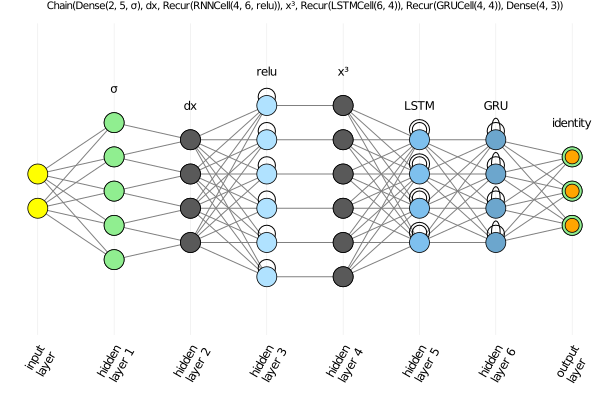 Chain(Dense(2, 5, σ), dx, Recur(RNNCell(4, 6, relu)), x³, Recur(LSTMCell(6, 4)), Recur(GRUCell(4, 4)), Dense(4, 3))
relu
x³
σ
dx
LSTM
GRU
identity
input
layer
hidden
layer 1
hidden
layer 2
hidden
layer 3
hidden
layer 4
hidden
layer 5
hidden
layer 6
output
layer